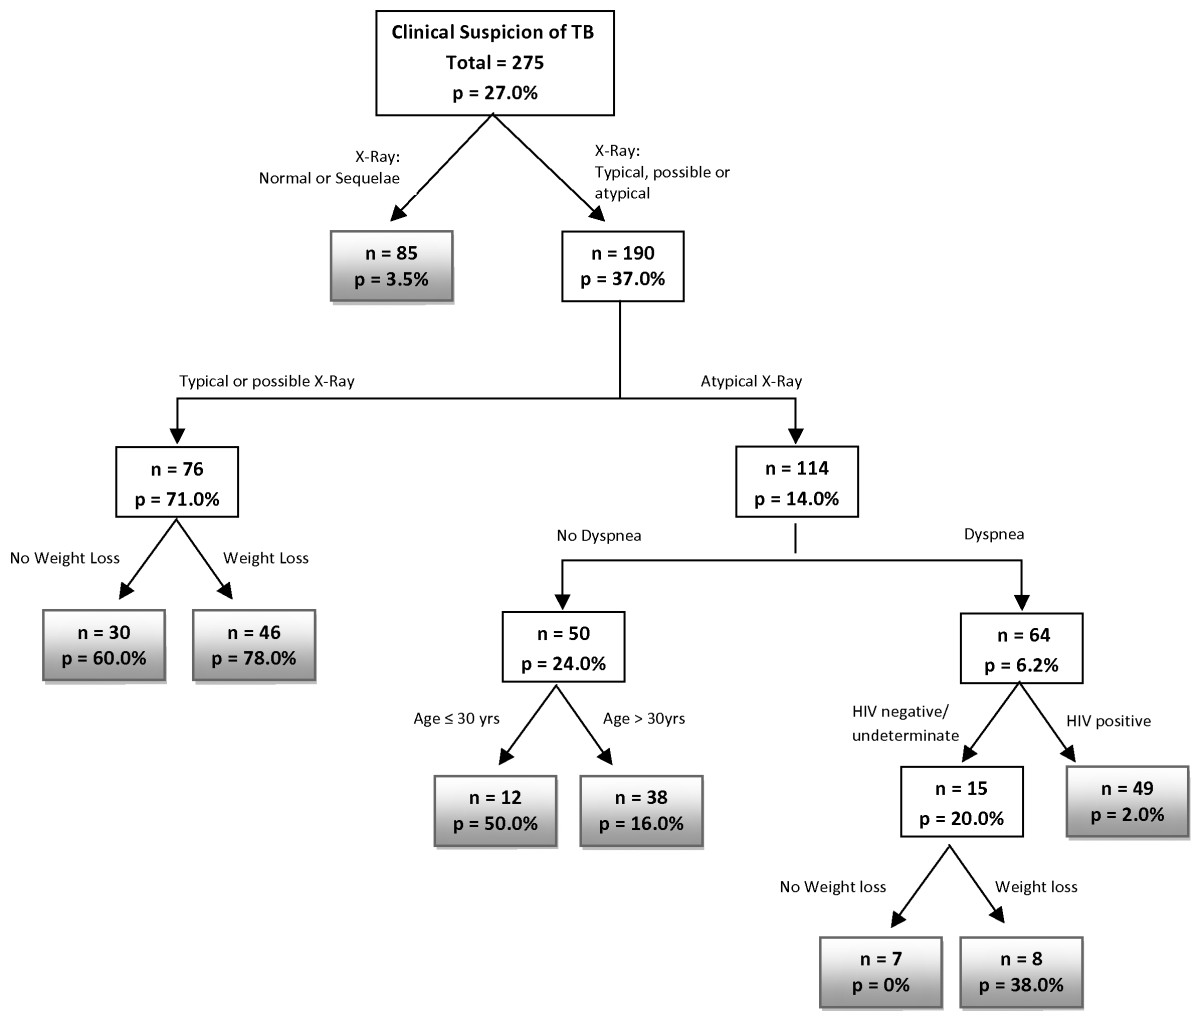 Clinical Suspicion of TB
Total = 275
p = 27.0%
X-Ray:
Normal or Sequelae
X-Ray:
Typical, possible or
atypical
n = 85
p = 3.5%
n = 190
p = 37.0%
Typical or possible X-Ray
Atypical X-Ray
n = 76
p = 71.0%
n = 114
p = 14.0%
No Weight Loss
Weight Loss
No Dyspnea
Dyspnea
n = 30
p = 60.0%
n = 46
p = 78.0%
n = 50
p = 24.0%
n = 64
p = 6.2%
Age ≤ 30 yrs
Age > 30yrs
HIV negative/
undeterminate
HIV positive
n = 12
p = 50.0%
n = 38
p = 16.0%
n = 15
p = 20.0%
n = 49
p = 2.0%
No Weight loss
Weight loss
n = 7
p = 0%
n = 8
p = 38.0%